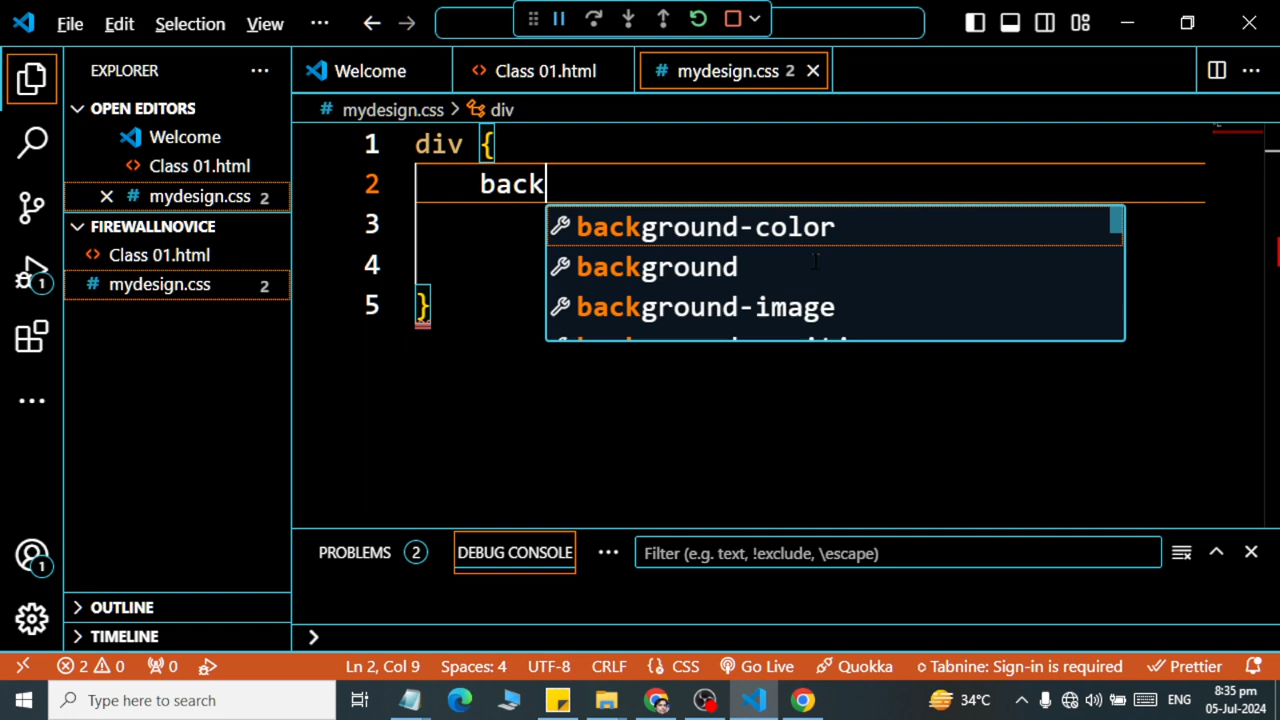 File Edit Selection View ···
EXPLORER ···
OPEN EDITORS
Welcome
Class 01.html
mydesign.css 2
FIREWALLNOVICE
Class 01.html
mydesign.css 2
OUTLINE
TIMELINE
1
1
Welcome
Class 01.html
mydesign.css 2
mydesign.css > div
1 div {
2 back
3
4
5 }
background-color
background
background-image
PROBLEMS 2 DEBUG CONSOLE ··· Filter (e.g. text, !exclude, \escape)
2 0 0 Ln 2, Col 9 Spaces: 4 UTF-8 CRLF CSS Go Live Quokka Tabnine: Sign-in is required Prettier
Type here to search
34°C ENG
8:35 pm
05-Jul-2024